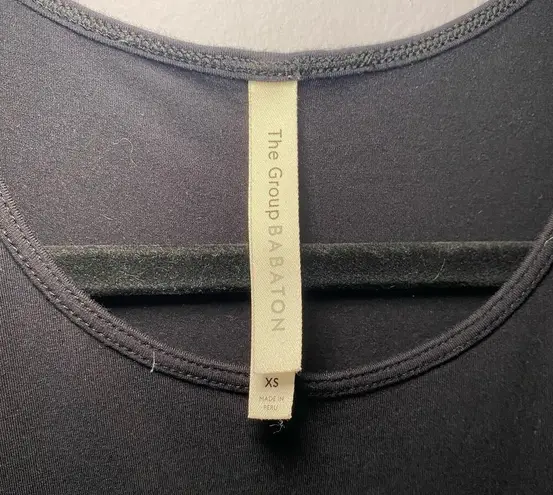 The Group BABATON
XS
MADE IN
PERU